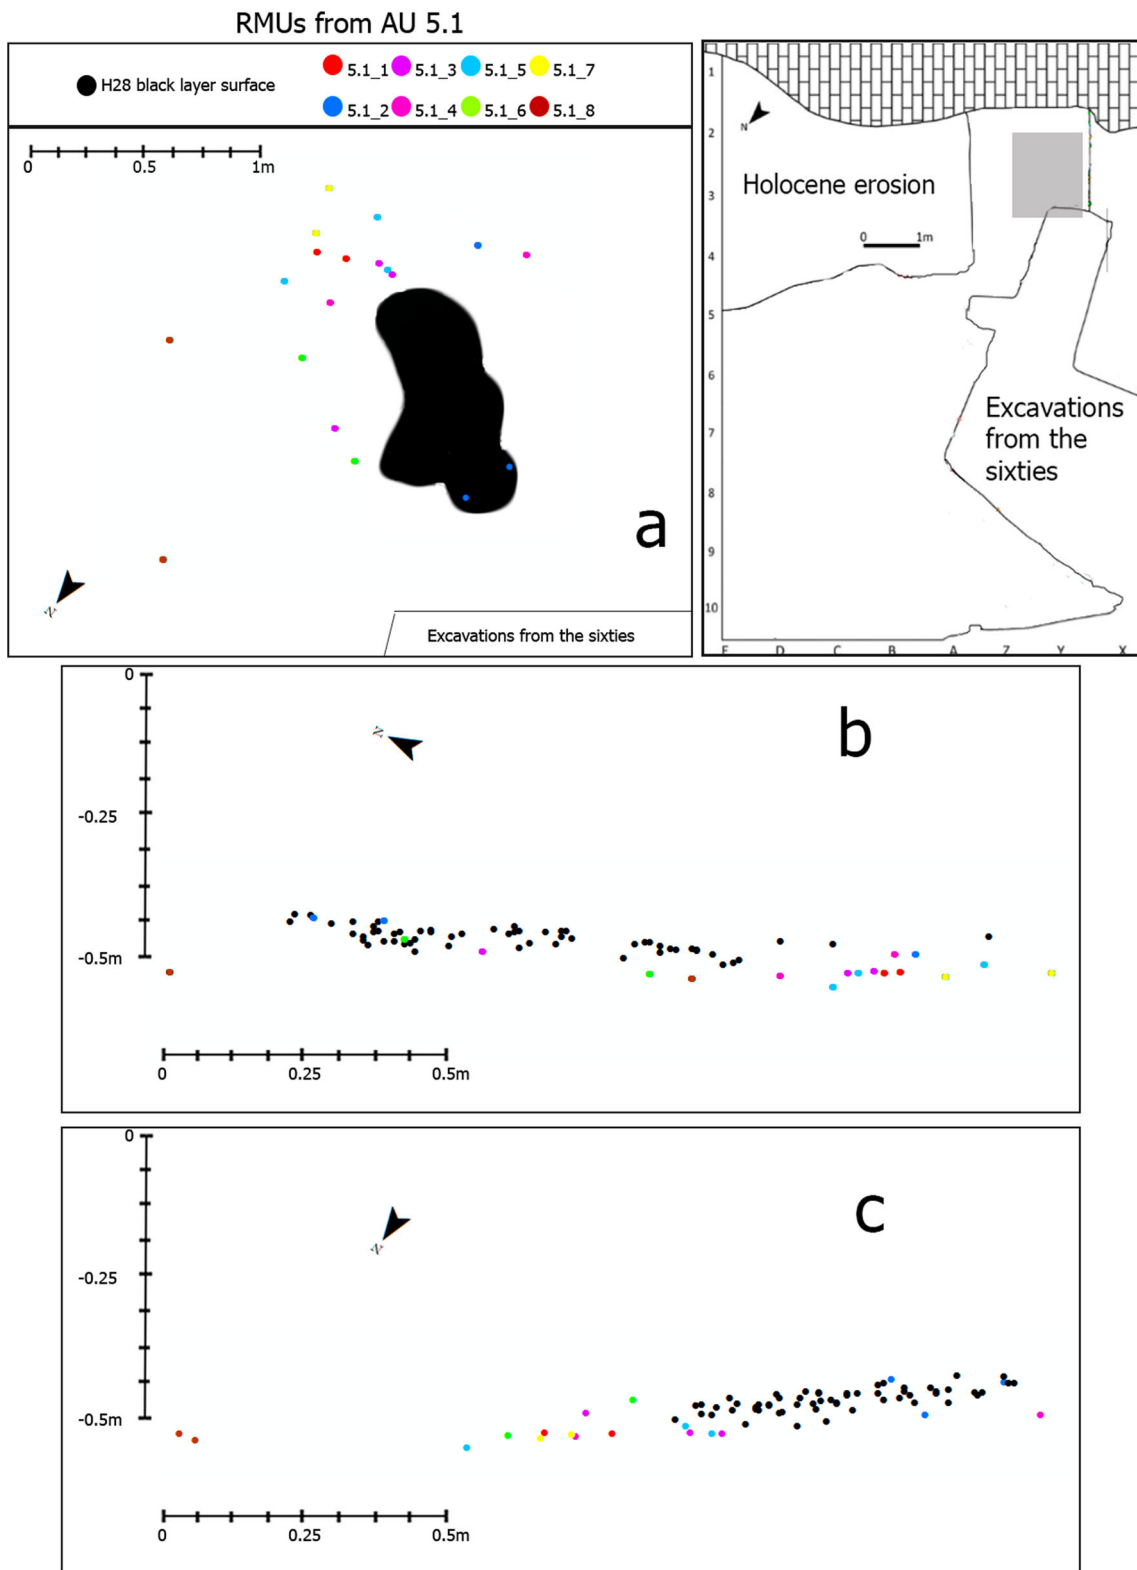 RMUs from AU 5.1
H28 black layer surface
5.1_1 5.1_3 5.1_5 5.1_7
5.1_2 5.1_4 5.1_6 5.1_8
0 0.5 1m
a
N
Excavations from the sixties
1
2
N
3
Holocene erosion
0 1m
4
5
6
Excavations
from the
sixties
7
8
9
10
E D C B A Z Y X
0
N
b
-0.25
-0.5m
0 0.25 0.5m
0
c
N
-0.25
-0.5m
0 0.25 0.5m